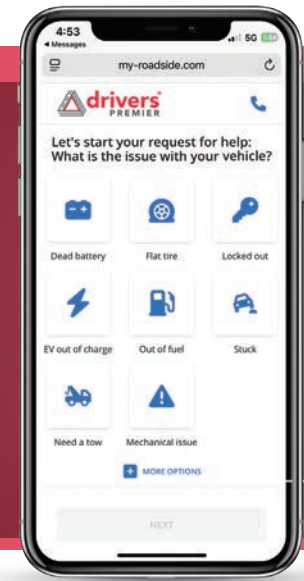 4:53
5G
◀ Messages
my-roadside.com
drivers
PREMIER
Let's start your request for help:
What is the issue with your vehicle?
Dead battery
Flat tire
Locked out
EV out of charge
Out of fuel
Stuck
Need a tow
Mechanical issue
+ MORE OPTIONS
NEXT